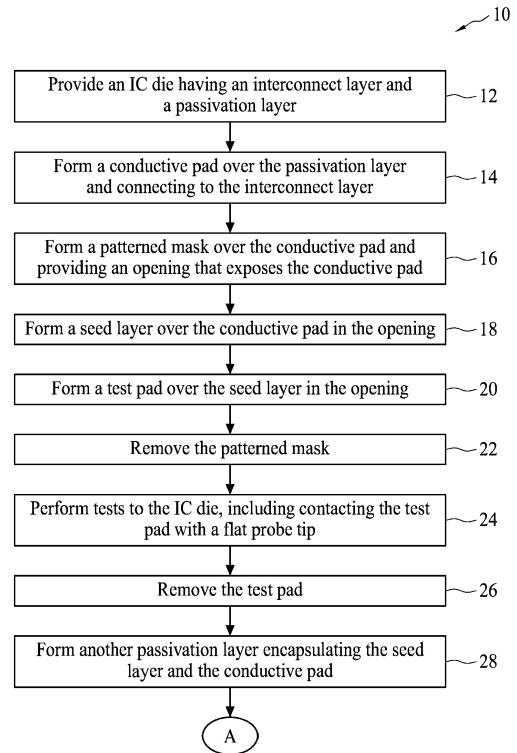 10
Provide an IC die having an interconnect layer and
a passivation layer
12
Form a conductive pad over the passivation layer
and connecting to the interconnect layer
14
Form a patterned mask over the conductive pad and
providing an opening that exposes the conductive pad
16
Form a seed layer over the conductive pad in the opening
18
Form a test pad over the seed layer in the opening
20
Remove the patterned mask
22
Perform tests to the IC die, including contacting the test
pad with a flat probe tip
24
Remove the test pad
26
Form another passivation layer encapsulating the seed
layer and the conductive pad
28
A